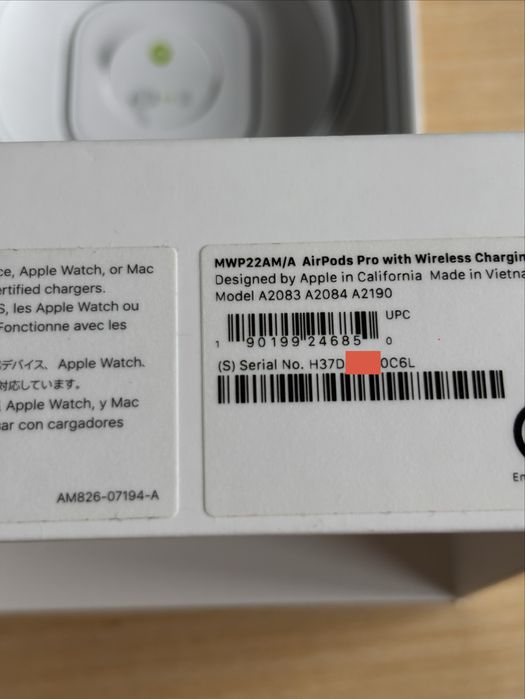 ce, Apple Watch, or Mac
ertified chargers.
S, les Apple Watch ou
Fonctionne avec les
デバイス、 Apple Watch.
対応しています。
Apple Watch, y Mac
ar con cargadores
AM826-07194-A
MWP22AM/A AirPods Pro with Wireless Chargin
Designed by Apple in California Made in Vietna
Model A2083 A2084 A2190
UPC
1 90199 24685 0
(S) Serial No. H37D 0C6L